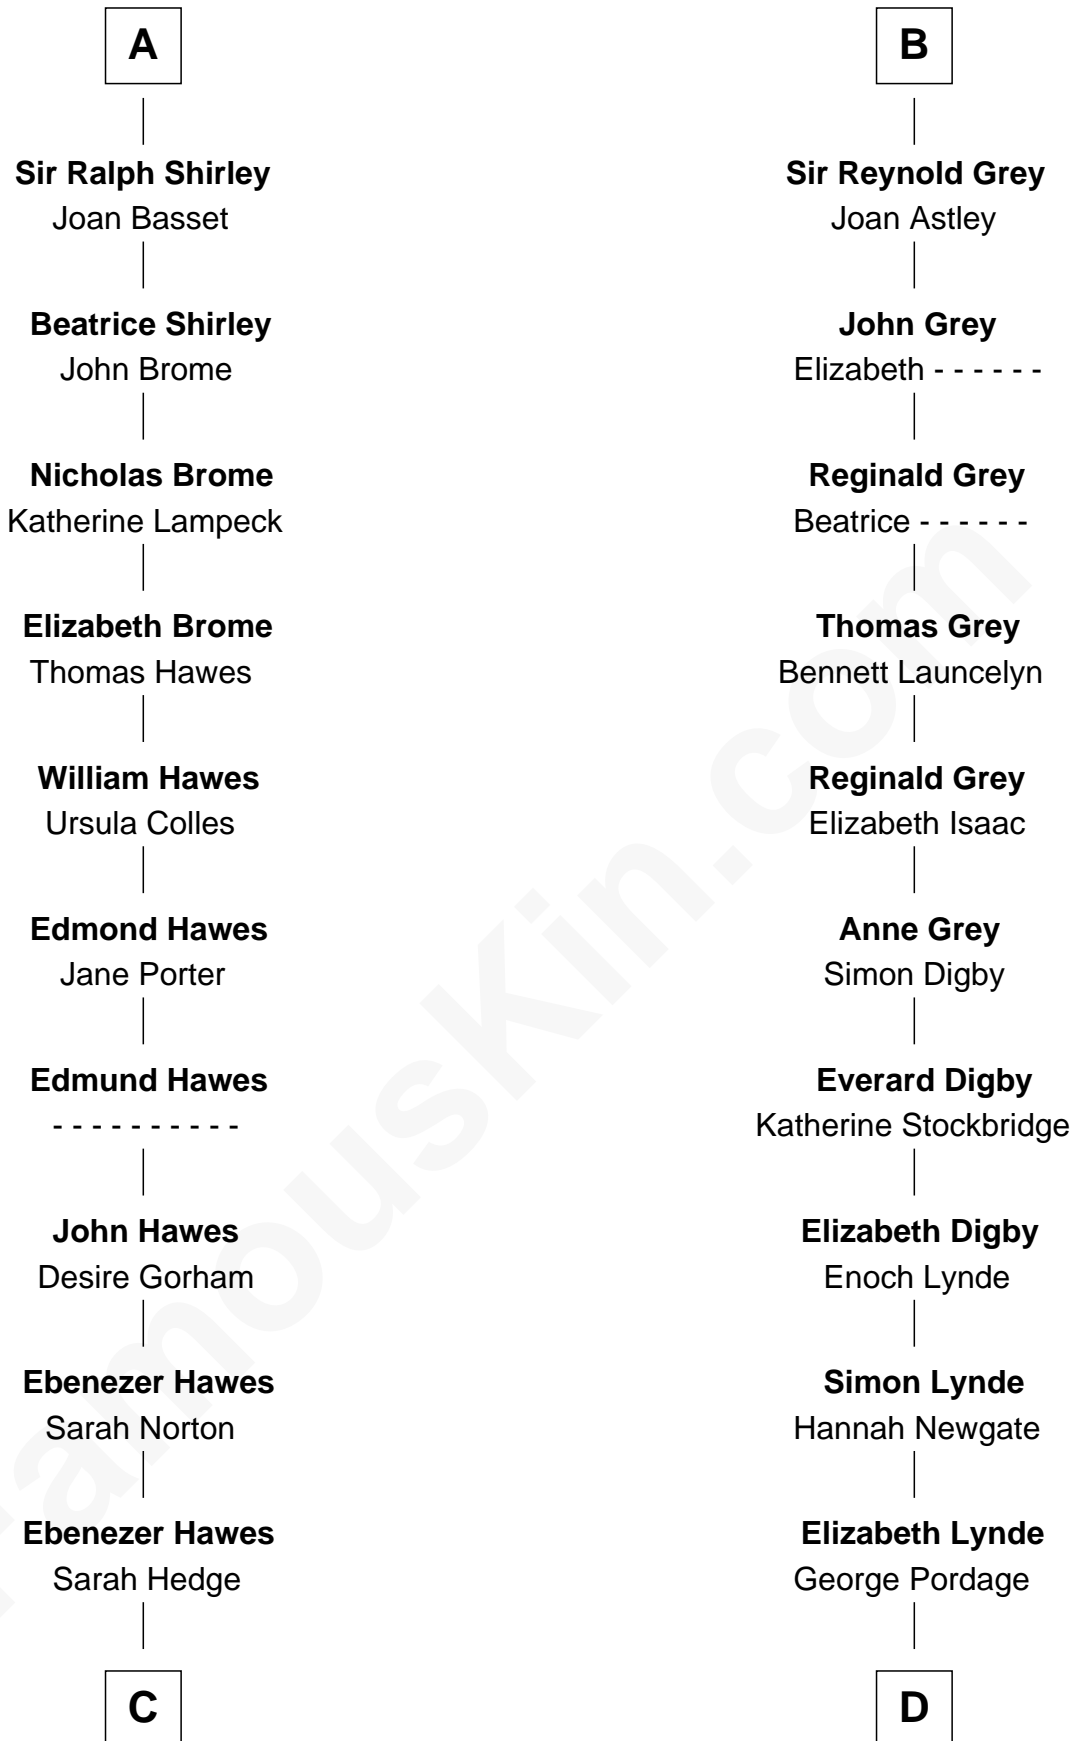 A
Sir Ralph Shirley
Joan Basset
Beatrice Shirley
John Brome
Nicholas Brome
Katherine Lampeck
Elizabeth Brome
Thomas Hawes
William Hawes
Ursula Colles
Edmond Hawes
Jane Porter
Edmund Hawes
- - - - - - - - - -
John Hawes
Desire Gorham
Ebenezer Hawes
Sarah Norton
Ebenezer Hawes
Sarah Hedge
C
B
Sir Reynold Grey
Joan Astley
John Grey
Elizabeth - - - - - -
Reginald Grey
Beatrice - - - - - -
Thomas Grey
Bennett Launcelyn
Reginald Grey
Elizabeth Isaac
Anne Grey
Simon Digby
Everard Digby
Katherine Stockbridge
Elizabeth Digby
Enoch Lynde
Simon Lynde
Hannah Newgate
Elizabeth Lynde
George Pordage
D
FamousKin.com